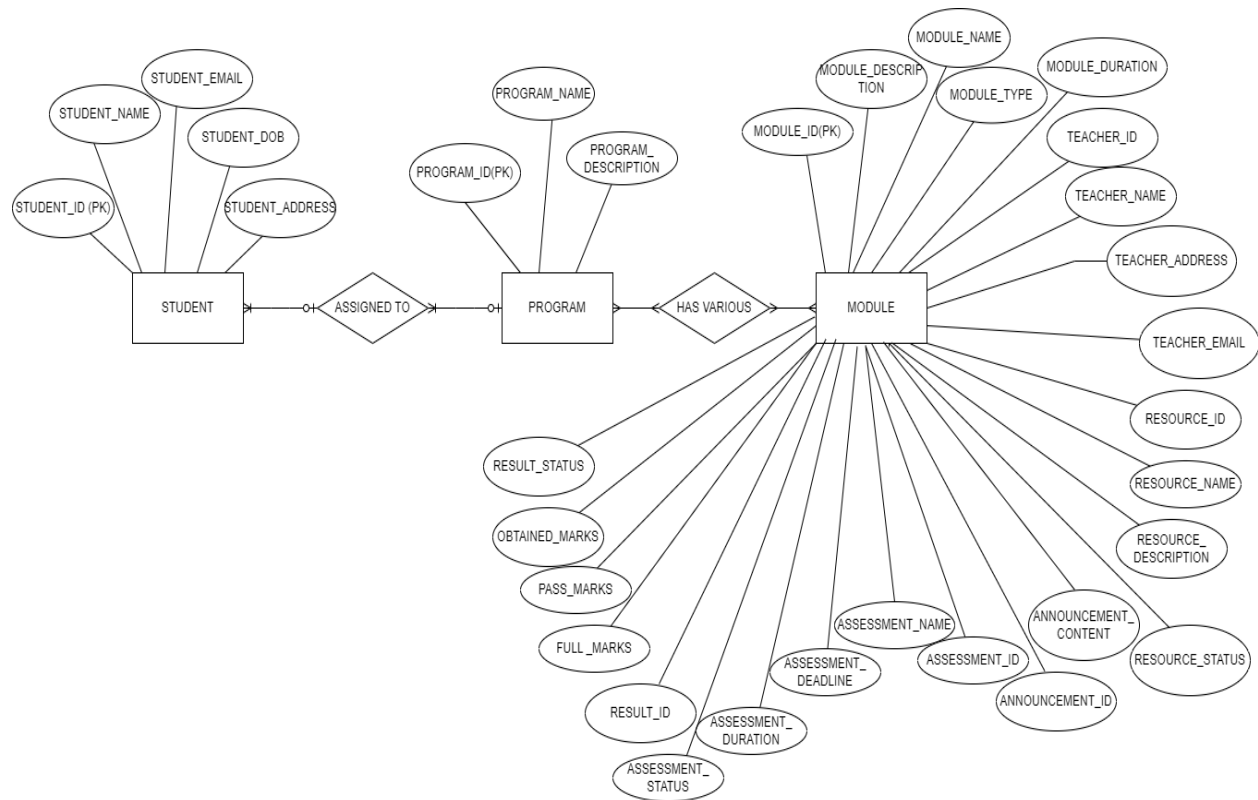 MODULE_NAME
STUDENT_EMAIL
MODULE_DESCRIP
TION
MODULE_DURATION
PROGRAM_NAME
MODULE_TYPE
STUDENT_NAME
STUDENT_DOB
MODULE_ID(PK)
TEACHER_ID
PROGRAM_ID(PK)
PROGRAM_
DESCRIPTION
TEACHER_NAME
STUDENT_ID (PK)
STUDENT_ADDRESS
TEACHER_ADDRESS
STUDENT
ASSIGNED TO
PROGRAM
HAS VARIOUS
MODULE
TEACHER_EMAIL
RESOURCE_ID
RESULT_STATUS
RESOURCE_NAME
OBTAINED_MARKS
RESOURCE_
DESCRIPTION
PASS_MARKS
ASSESSMENT_NAME
ANNOUNCEMENT_
CONTENT
FULL_MARKS
ASSESSMENT_
DEADLINE
ASSESSMENT_ID
RESOURCE_STATUS
RESULT_ID
ASSESSMENT_
DURATION
ANNOUNCEMENT_ID
ASSESSMENT_
STATUS